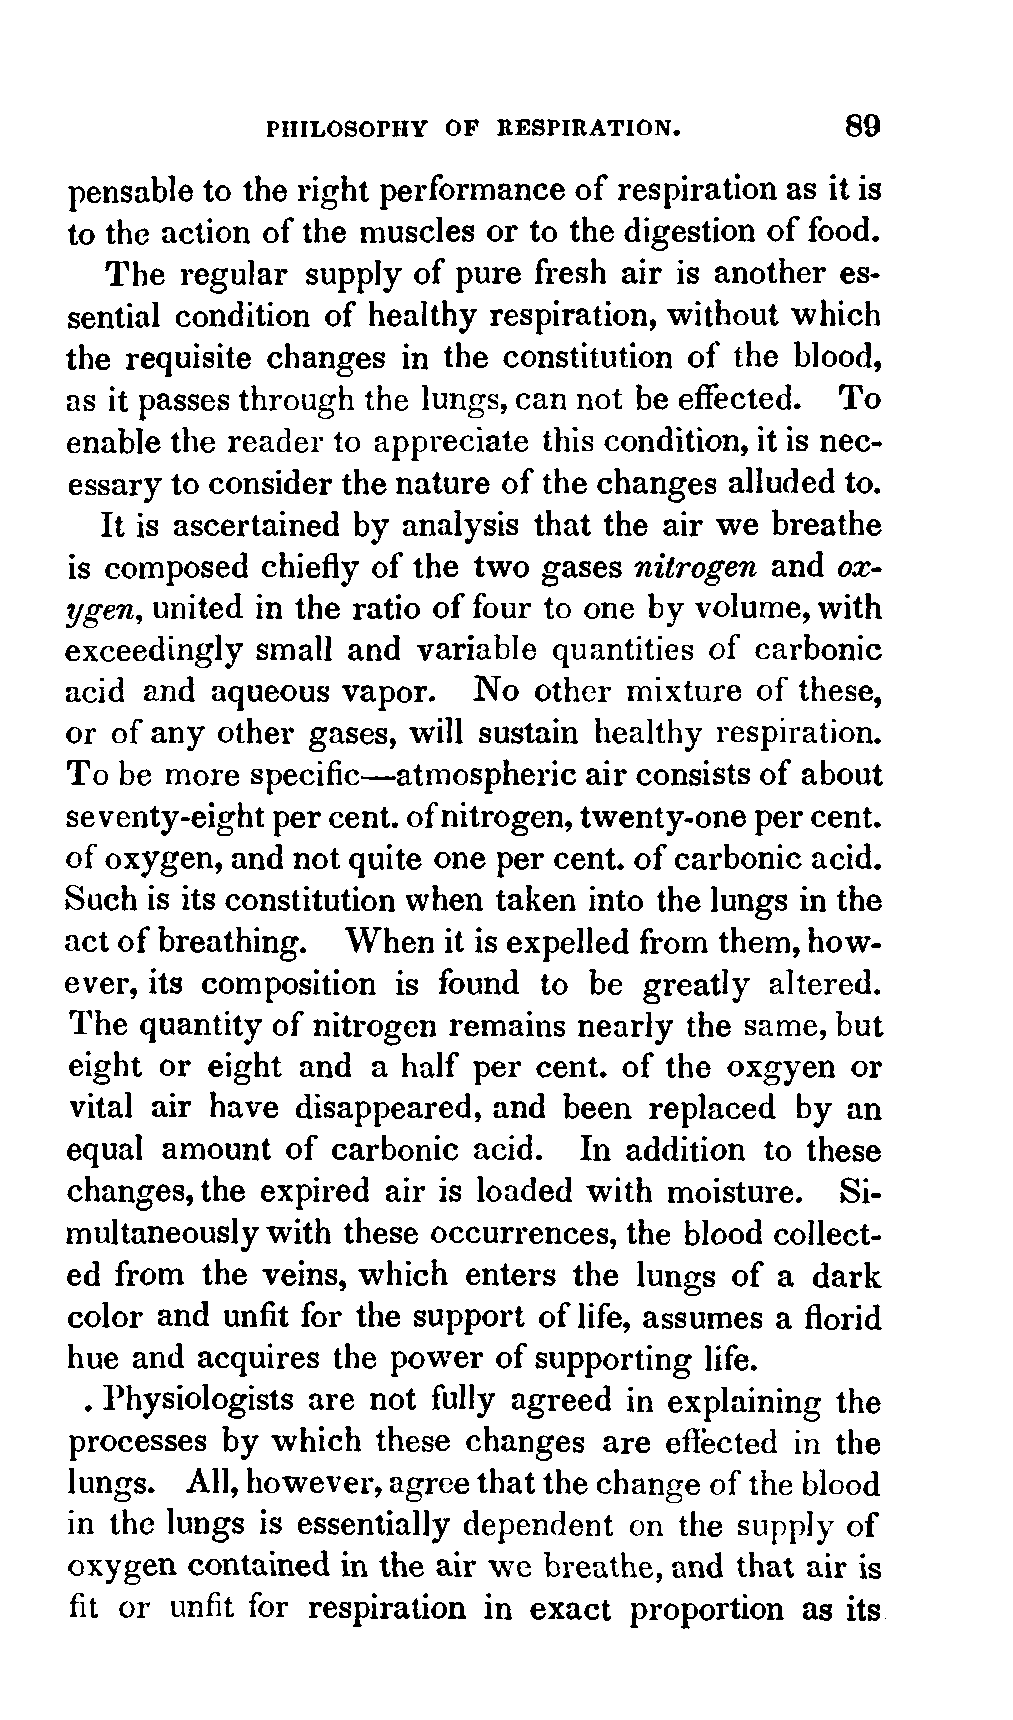 PHILOSOPHY OF RESPIRATION. 89
pensable to the right performance of respiration as it is
to the action of the muscles or to the digestion of food.
The regular supply of pure fresh air is another es-
sential condition of healthy respiration, without which
the requisite changes in the constitution of the blood,
as it passes through the lungs, can not be effected. To
enable the reader to appreciate this condition, it is nec-
essary to consider the nature of the changes alluded to.
It is ascertained by analysis that the air we breathe
is composed chiefly of the two gases nitrogen and ox-
ygen, united in the ratio of four to one by volume, with
exceedingly small and variable quantities of carbonic
acid and aqueous vapor. No other mixture of these,
or of any other gases, will sustain healthy respiration.
To be more specific—atmospheric air consists of about
seventy-eight per cent. of nitrogen, twenty-one per cent.
of oxygen, and not quite one per cent. of carbonic acid.
Such is its constitution when taken into the lungs in the
act of breathing. When it is expelled from them, how-
ever, its composition is found to be greatly altered.
The quantity of nitrogen remains nearly the same, but
eight or eight and a half per cent. of the oxgyen or
vital air have disappeared, and been replaced by an
equal amount of carbonic acid. In addition to these
changes, the expired air is loaded with moisture. Si-
multaneously with these occurrences, the blood collect-
ed from the veins, which enters the lungs of a dark
color and unfit for the support of life, assumes a florid
hue and acquires the power of supporting life.
. Physiologists are not fully agreed in explaining the
processes by which these changes are effected in the
lungs. All, however, agree that the change of the blood
in the lungs is essentially dependent on the supply of
oxygen contained in the air we breathe, and that air is
fit or unfit for respiration in exact proportion as its